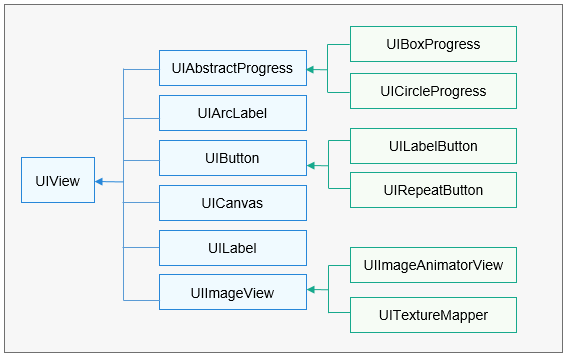 UIView
UIAbstractProgress
UIArcLabel
UIButton
UICanvas
UILabel
UIImageView
UIBoxProgress
UICircleProgress
UILabelButton
UIRepeatButton
UIImageAnimatorView
UITextureMapper